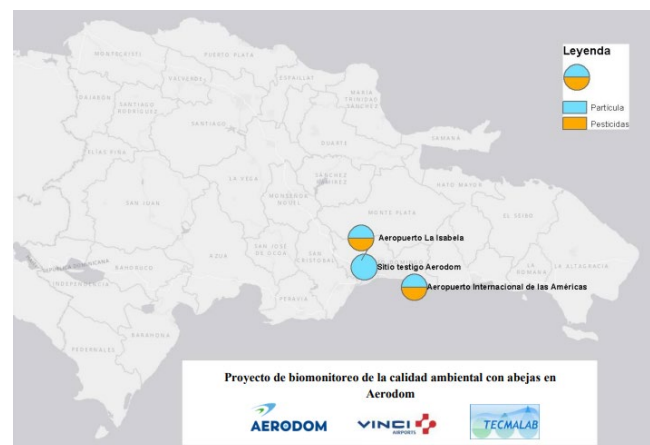 Leyenda
Partícula
Pesticidas
MONTECRISTI
PUERTO PLATA
VALVERDE
ESPAILLAT
MARIA
TRINIDAD
SÁNCHEZ
DAJABÓN
SANTIAGO
RODRÍGUEZ
SANTIAGO
DUARTE
SAMANÁ
ELÍAS PIÑA
LA VEGA
SÁNCHEZ
RAMÍREZ
MONSEÑOR
NOUEL
SAN JUAN
MONTE PLATA
HATO MAYOR
EL SEIBO
Aeropuerto La Isabela
AZUA
SAN JOSÉ
DE OCOA
SAN
CRISTÓBAL
Sitio testigo Aerodom
LA
ROMANA
LA ALTAGRACIA
BAHORUCO
INDEPENDENCIA
Aeropuerto Internacional de las Américas
PERAVIA
BARAHONA
PEDERNALES
Proyecto de biomonitoreo de la calidad ambiental con abejas en
Aerodom
AERODOM
VINCI
AIRPORTS
TECMALAB